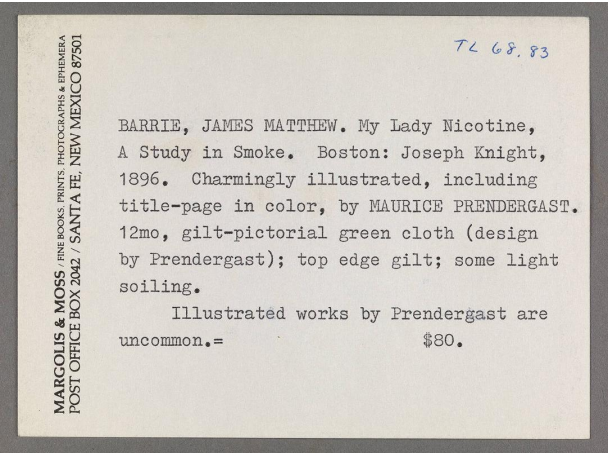 TL 68.83
BARRIE, JAMES MATTHEW. My Lady Nicotine,
A Study in Smoke. Boston: Joseph Knight,
1896. Charmingly illustrated, including
title-page in color, by MAURICE PRENDERGAST.
12mo, gilt-pictorial green cloth (design
by Prendergast); top edge gilt; some light
soiling.
Illustrated works by Prendergast are
uncommon.= $80.
MARGOLIS & MOSS / FINE BOOKS, PRINTS, PHOTOGRAPHS & EPHEMERA
POST OFFICE BOX 2042 / SANTA FE, NEW MEXICO 87501